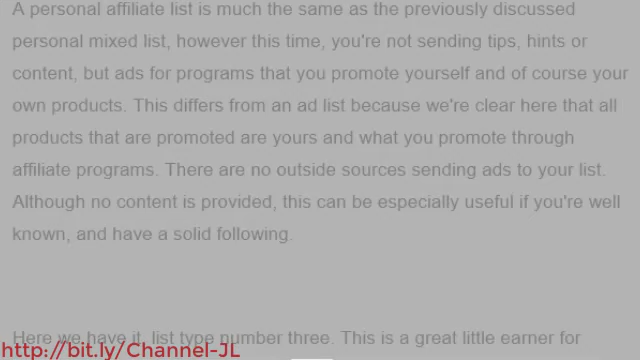 A personal affiliate list is much the same as the previously discussed
personal mixed list, however this time, you're not sending tips, hints or
content, but ads for programs that you promote yourself and of course your
own products. This differs from an ad list because we're clear here that all
products that are promoted are yours and what you promote through
affiliate programs. There are no outside sources sending ads to your list.
Although no content is provided, this can be especially useful if you're well
known, and have a solid following.
Here we have it, list type number three. This is a great little earner for
http://bit.ly/Channel-JL